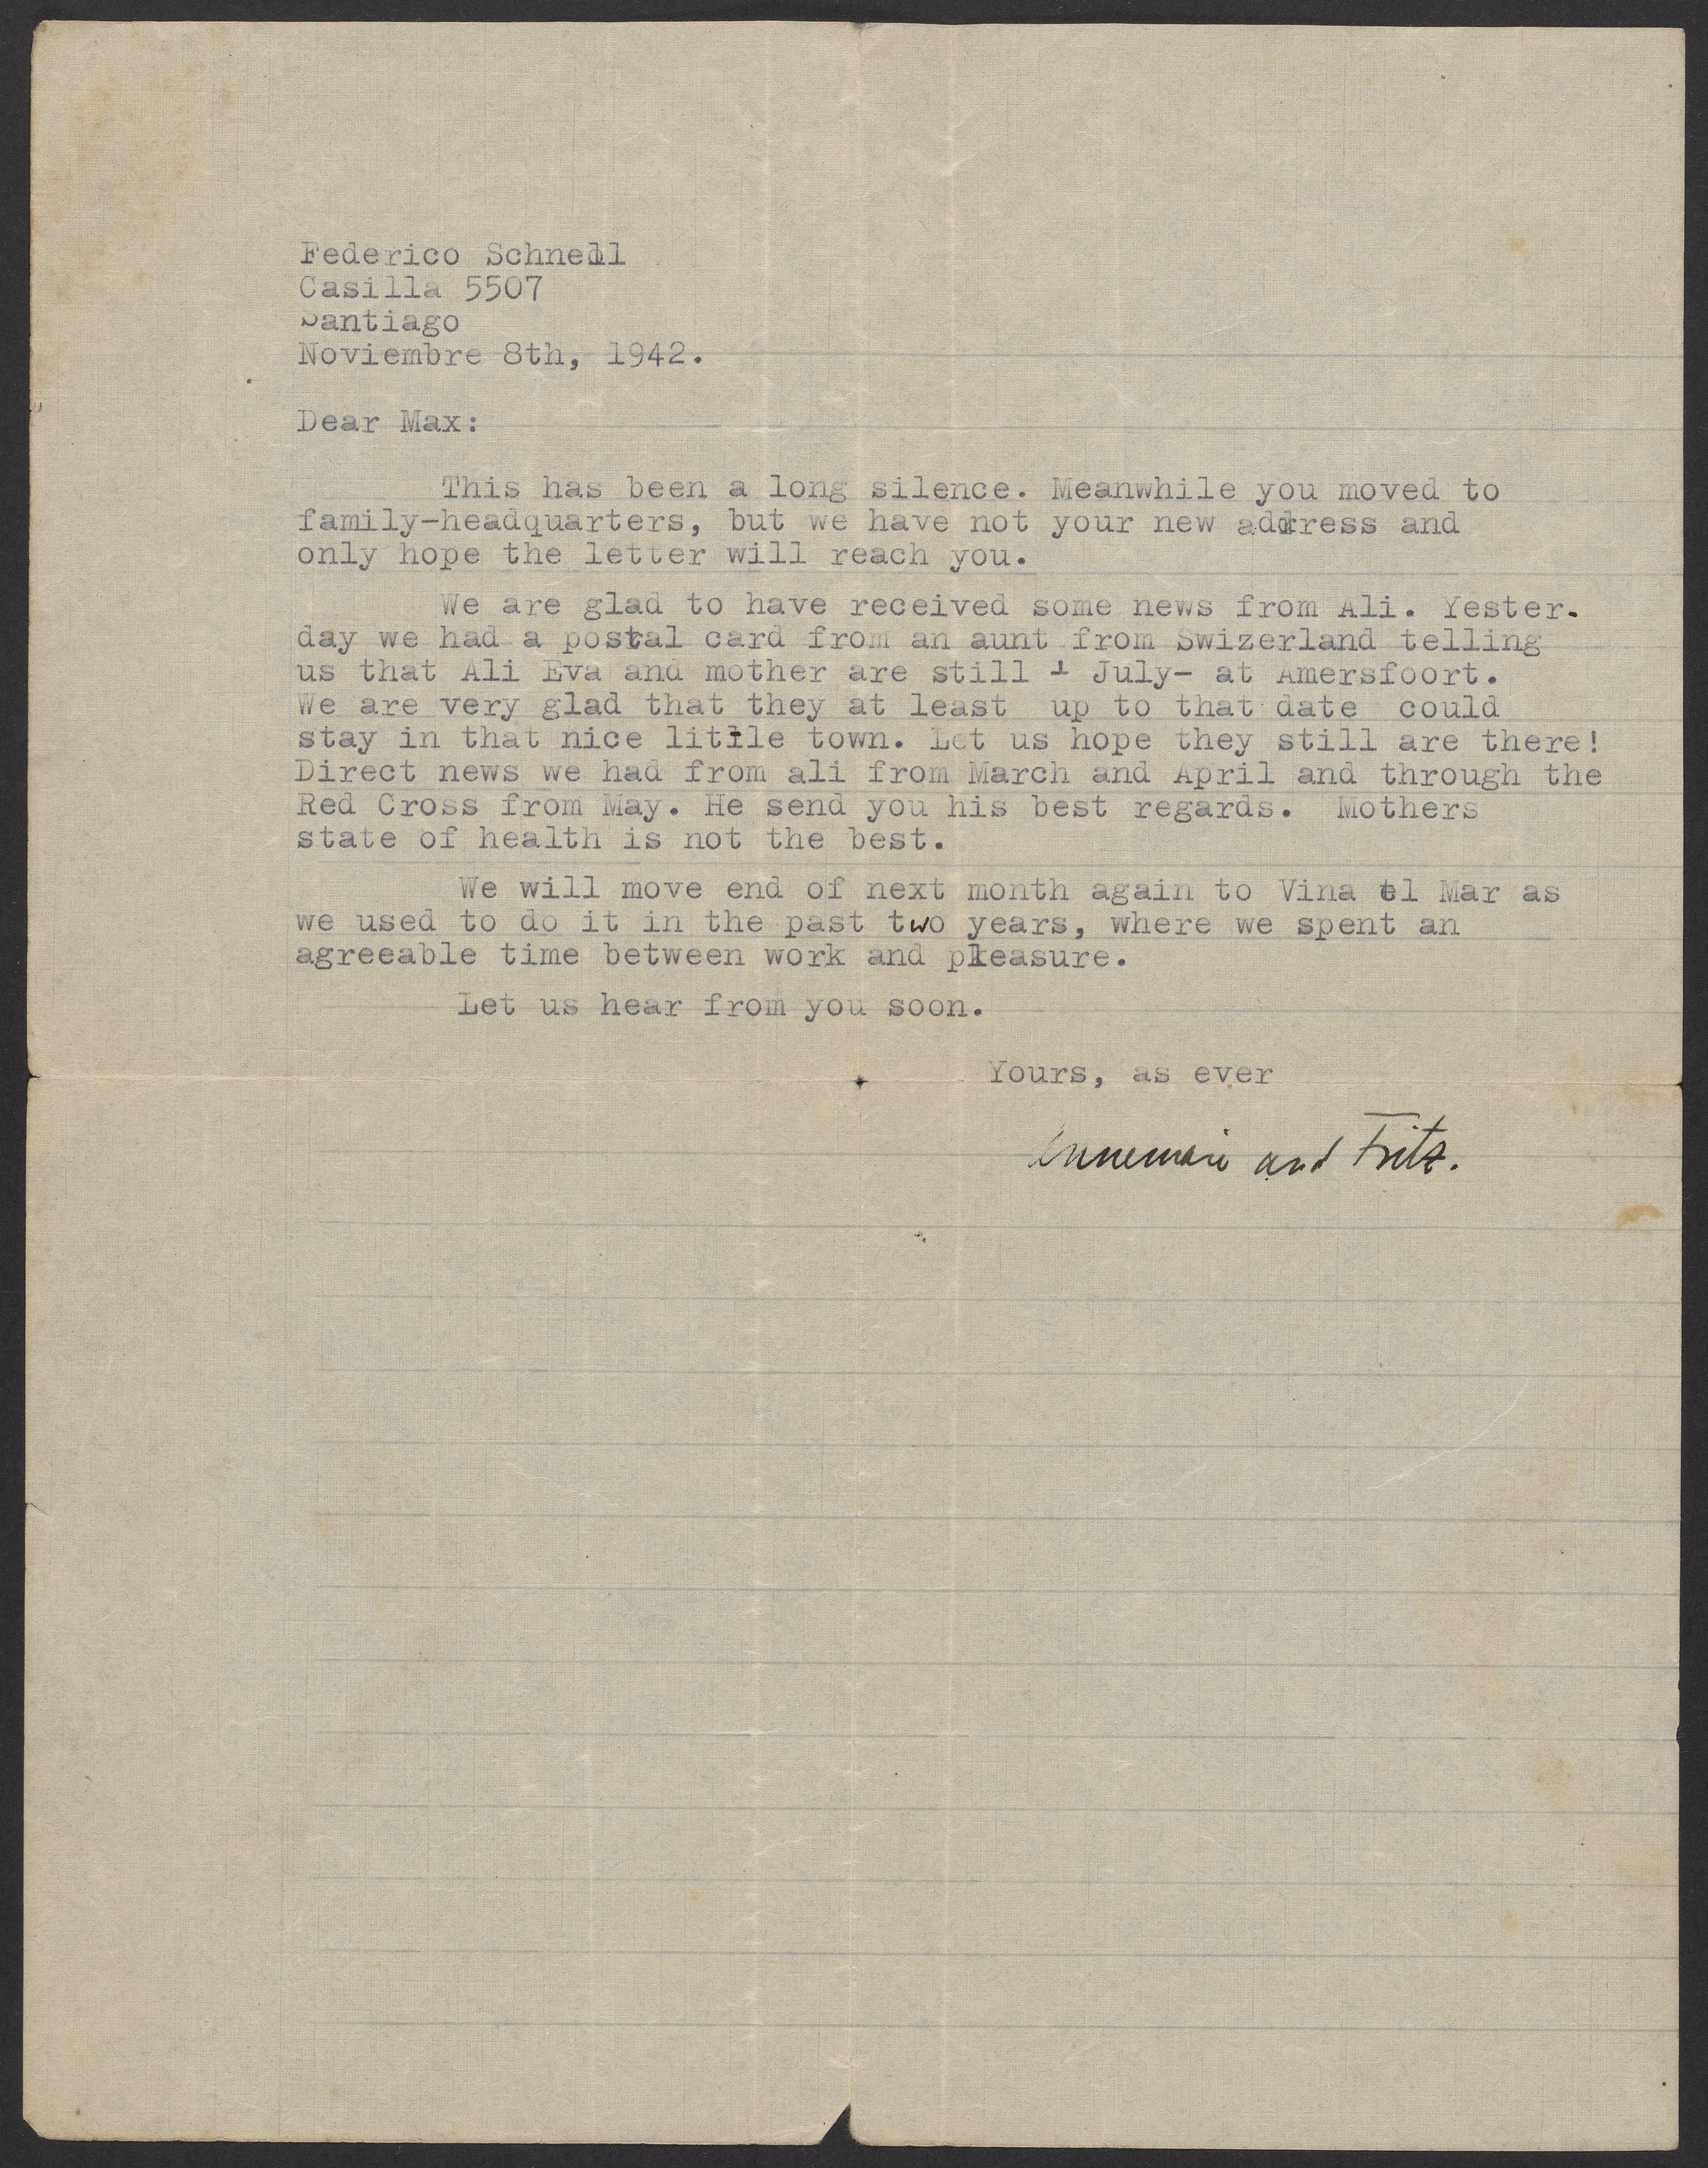 Federico Schnell
Casilla 5507
Santiago
Noviembre 8th, 1942.
Dear Max:
This has been a long silence. Meanwhile you moved to
family-headquarters, but we have not your new address and
only hope the letter will reach you.
We are glad to have received some news from Ali. Yester-
day we had a postal card from an aunt from Swizerland telling
us that Ali Eva and mother are still - July- at Amersfoort.
We are very glad that they at least up to that date could
stay in that nice little town. Let us hope they still are there!
Direct news we had from ali from March and April and through the
Red Cross from May. He send you his best regards. Mothers
state of health is not the best.
We will move end of next month again to Vina el Mar as
we used to do it in the past two years, where we spent an
agreeable time between work and pleasure.
Let us hear from you soon.
Yours, as ever
Annemarie and Fritz.